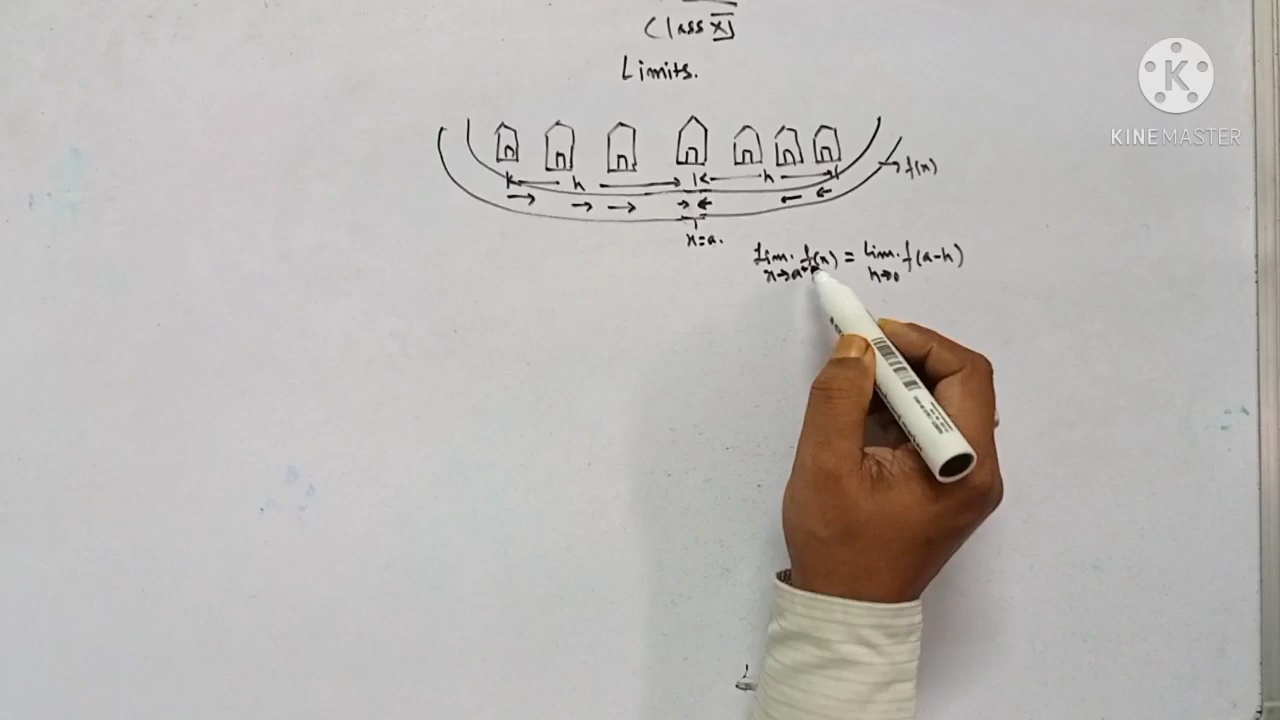 Class XI
Limits.
K
KINEMASTER
h
h
f(x)
x=a.
Lim. f(x) = Lim. f(a-h)
x→a⁺ h→0